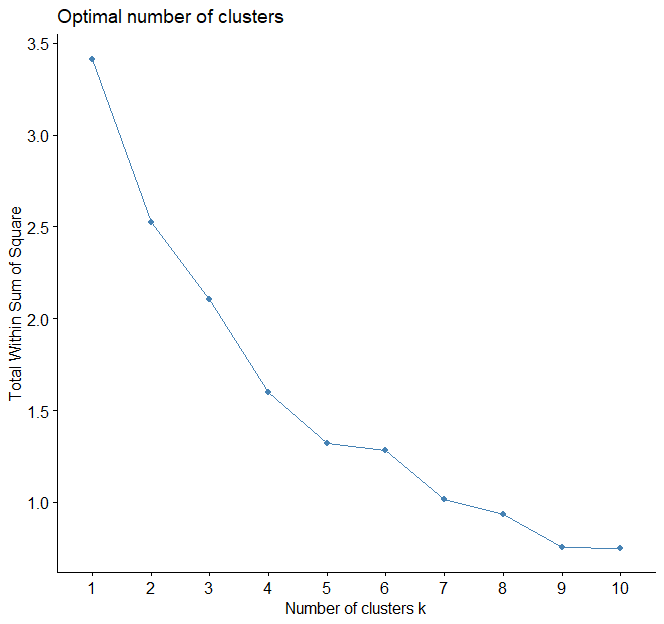 Optimal number of clusters
3.5
3.0
2.5
2.0
1.5
1.0
Total Within Sum of Square
1 2 3 4 5 6 7 8 9 10
Number of clusters k